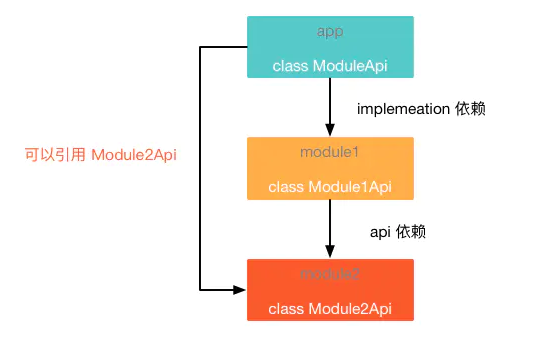 app
class ModuleApi
implemeation 依赖
可以引用 Module2Api
module1
class Module1Api
api 依赖
module2
class Module2Api